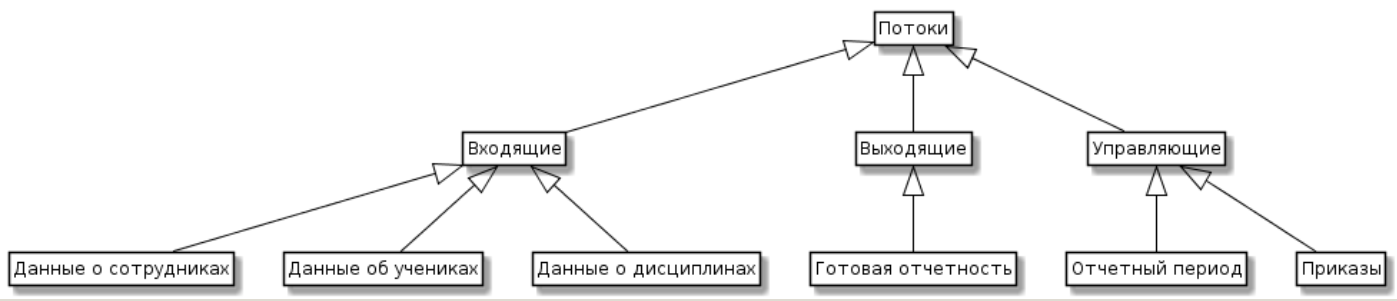 Потоки
Входящие
Выходящие
Управляющие
Данные о сотрудниках
Данные об учениках
Данные о дисциплинах
Готовая отчетность
Отчетный период
Приказы